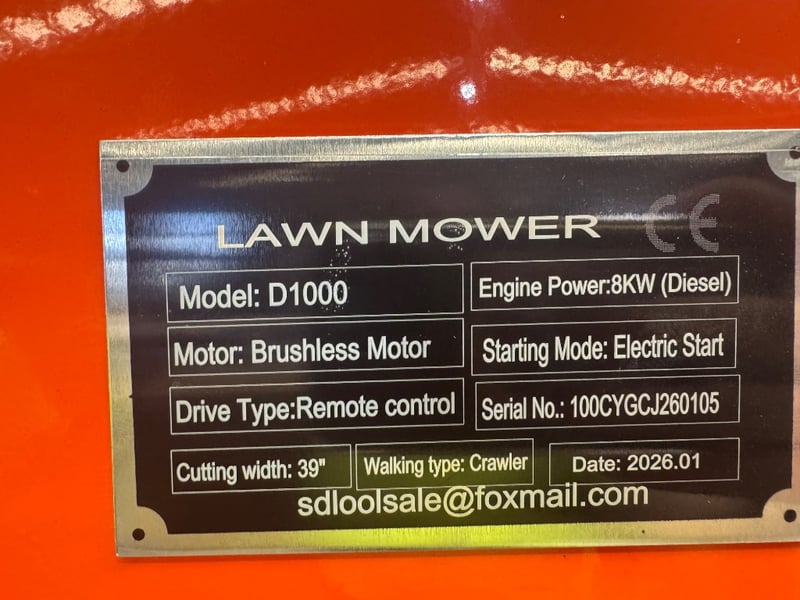 LAWN MOWER CE
Model: D1000 Engine Power:8KW (Diesel)
Motor: Brushless Motor Starting Mode: Electric Start
Drive Type:Remote control Serial No.: 100CYGCJ260105
Cutting width: 39" Walking type: Crawler Date: 2026.01
sdloolsale@foxmail.com